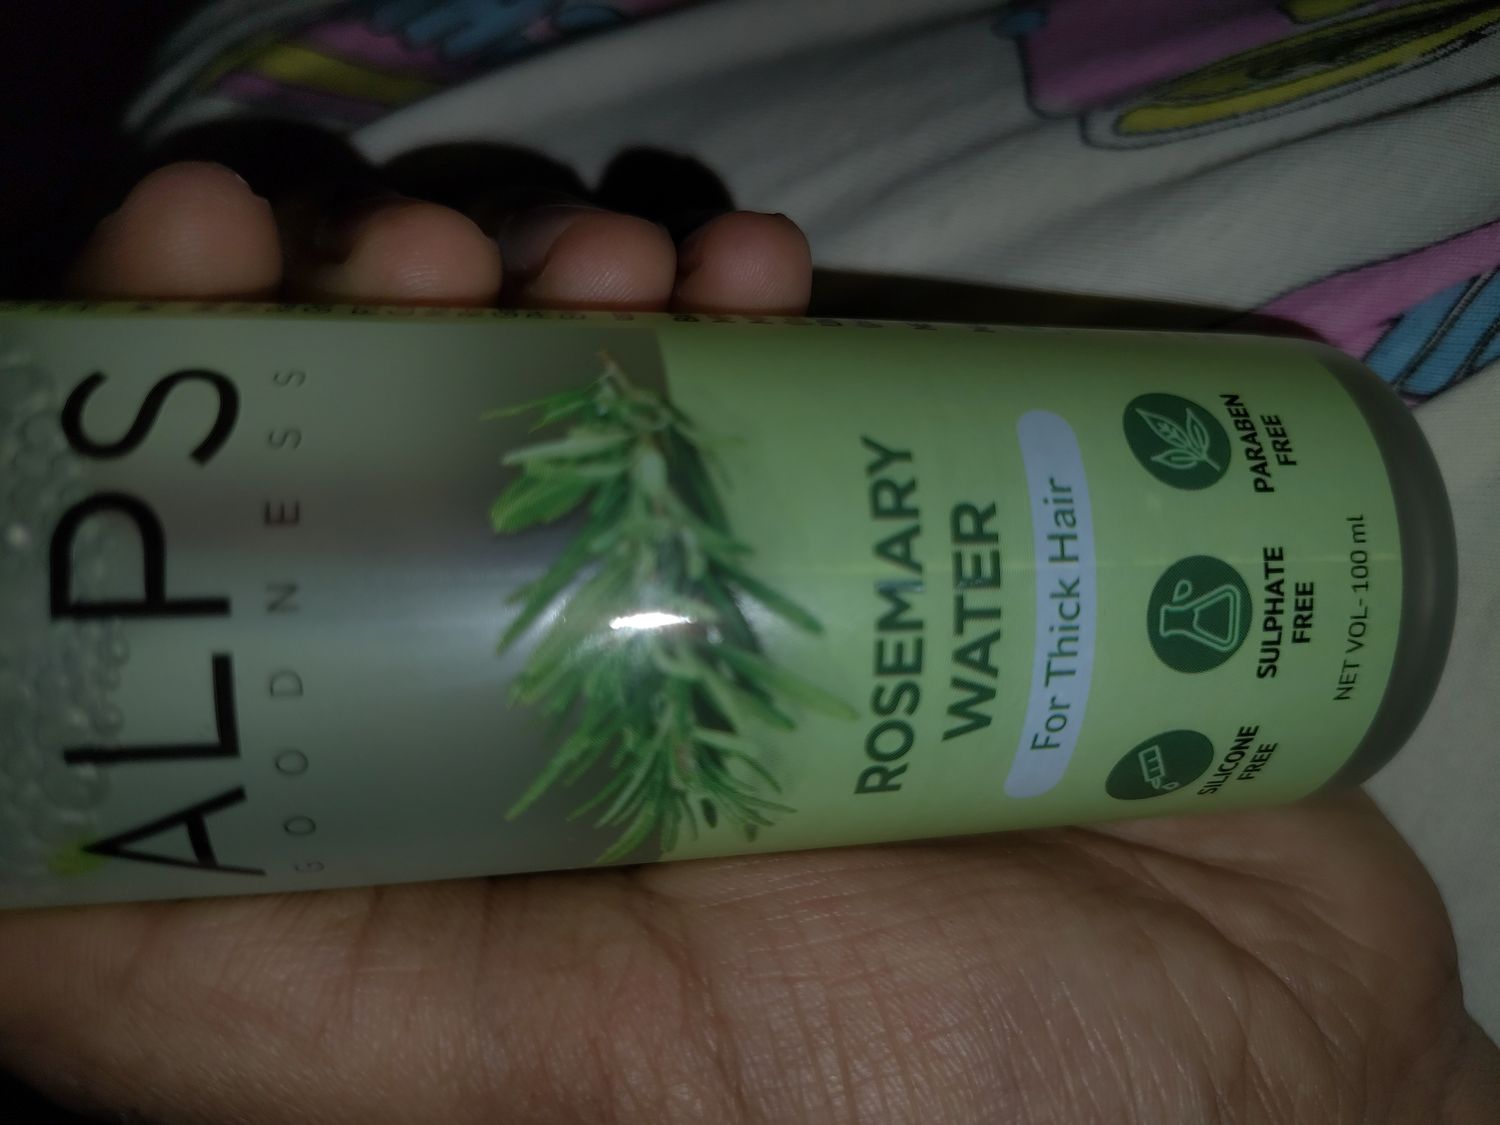 ALPS
GOODNESS
ROSEMARY
WATER
For Thick Hair
SILICONE
FREE
SULPHATE
FREE
PARABEN
FREE
NET VOL- 100 ml